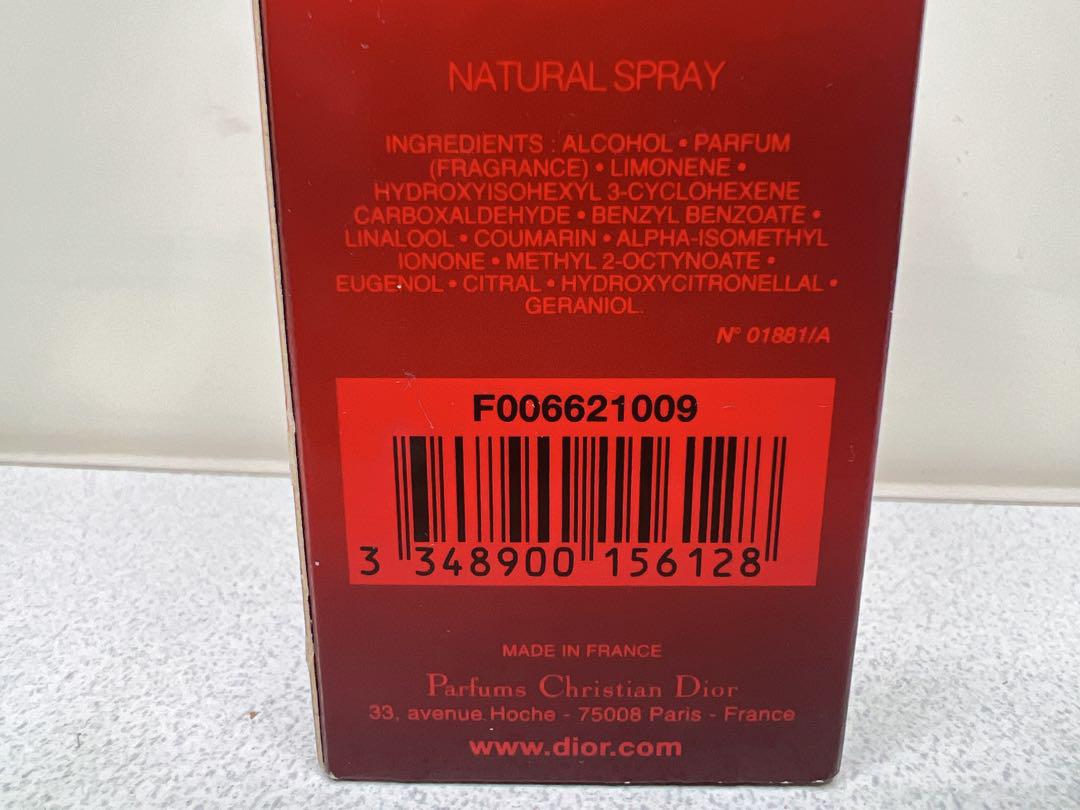 NATURAL SPRAY
INGREDIENTS : ALCOHOL • PARFUM
(FRAGRANCE) • LIMONENE •
HYDROXYISOHEXYL 3-CYCLOHEXENE
CARBOXALDEHYDE • BENZYL BENZOATE •
LINALOOL • COUMARIN • ALPHA-ISOMETHYL
IONONE • METHYL 2-OCTYNOATE •
EUGENOL • CITRAL • HYDROXYCITRONELLAL •
GERANIOL.
N° 01881/A
F006621009
3 348900 156128
MADE IN FRANCE
Parfums Christian Dior
33, avenue Hoche - 75008 Paris - France
www.dior.com